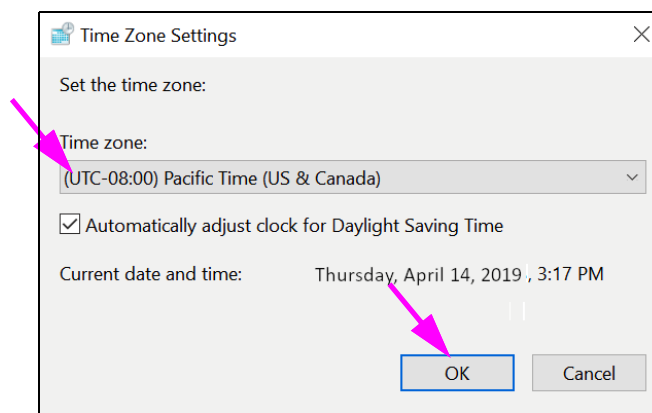 Time Zone Settings
Set the time zone:
Time zone:
(UTC-08:00) Pacific Time (US & Canada)
Automatically adjust clock for Daylight Saving Time
Current date and time: Thursday, April 14, 2019 , 3:17 PM
OK Cancel